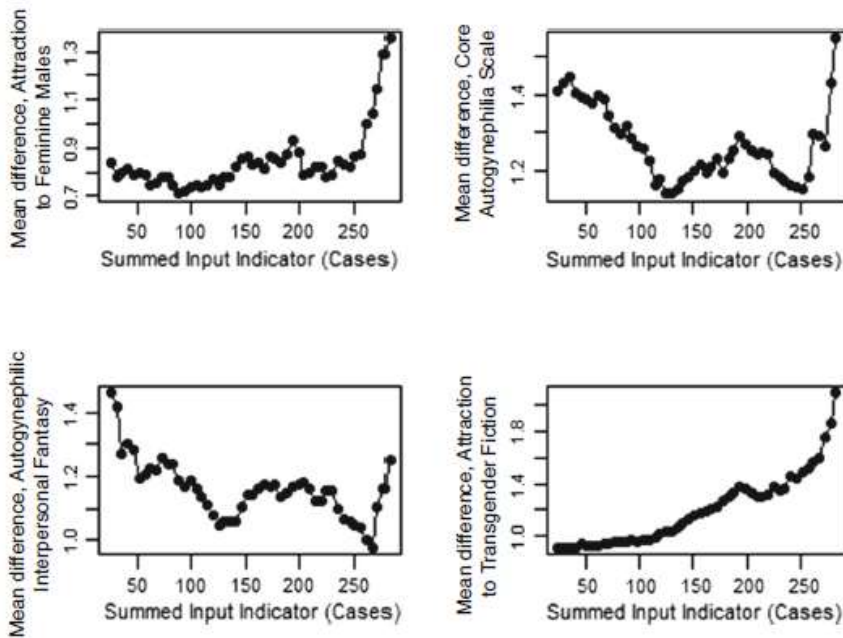 Mean difference, Attraction
to Feminine Males
0.7 0.9 1.1 1.3
50 100 150 200 250
Summed Input Indicator (Cases)
Mean difference, Core
Autogynephilia Scale
1.2 1.4
50 100 150 200 250
Summed Input Indicator (Cases)
Mean difference, Autogynephilic
Interpersonal Fantasy
1.0 1.2 1.4
50 100 150 200 250
Summed Input Indicator (Cases)
Mean difference, Attraction
to Transgender Fiction
1.0 1.4 1.8
50 100 150 200 250
Summed Input Indicator (Cases)